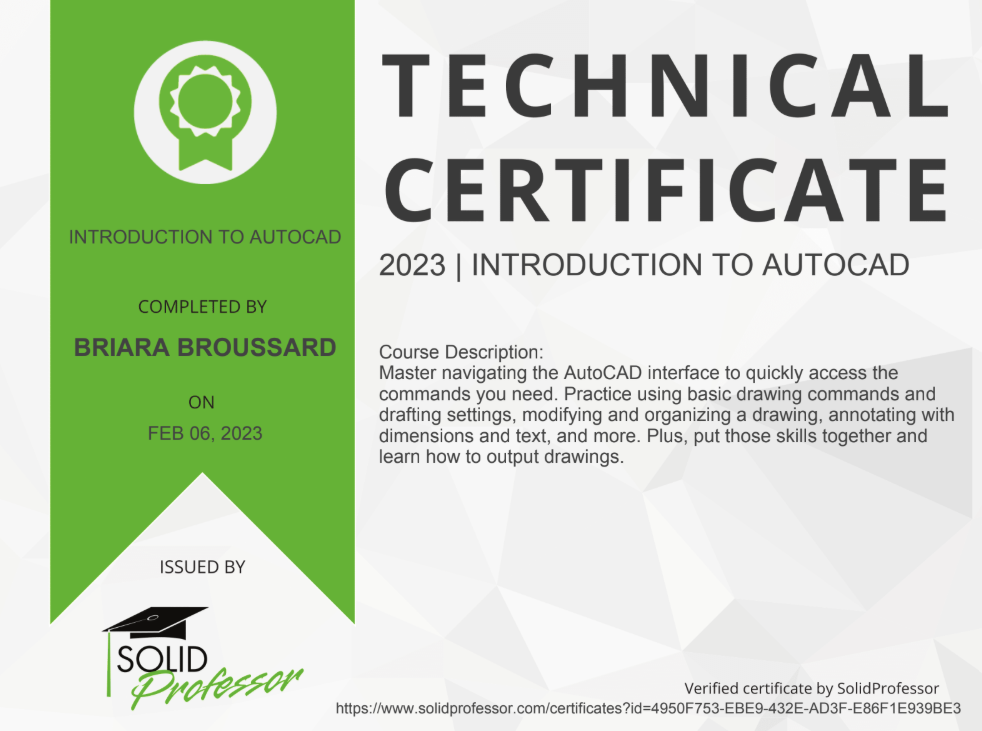 TECHNICAL
CERTIFICATE
2023 | INTRODUCTION TO AUTOCAD
INTRODUCTION TO AUTOCAD
COMPLETED BY
BRIARA BROUSSARD
ON
FEB 06, 2023
ISSUED BY
SOLID
Professor
Course Description:
Master navigating the AutoCAD interface to quickly access the
commands you need. Practice using basic drawing commands and
drafting settings, modifying and organizing a drawing, annotating with
dimensions and text, and more. Plus, put those skills together and
learn how to output drawings.
Verified certificate by SolidProfessor
https://www.solidprofessor.com/certificates?id=4950F753-EBE9-432E-AD3F-E86F1E939BE3